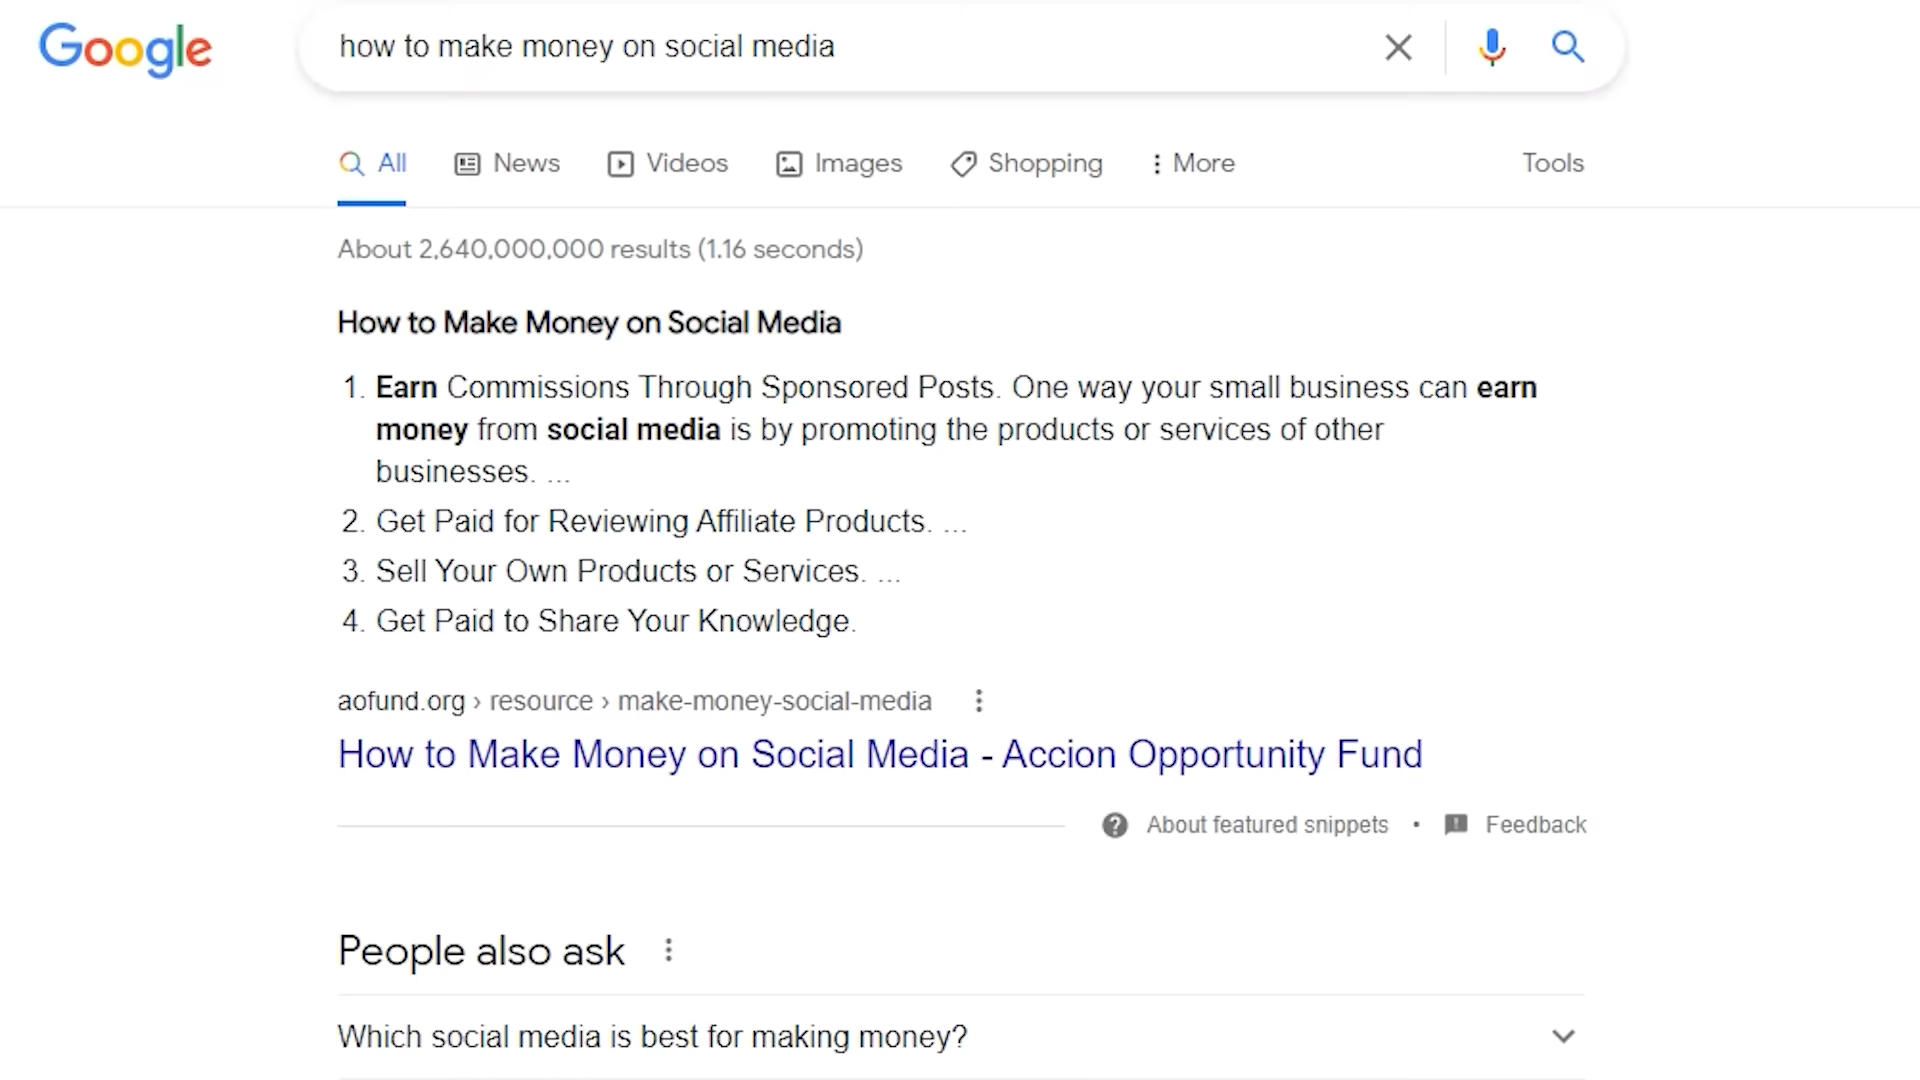 Google
how to make money on social media
All News Videos Images Shopping More Tools
About 2,640,000,000 results (1.16 seconds)
How to Make Money on Social Media
1. Earn Commissions Through Sponsored Posts. One way your small business can earn
money from social media is by promoting the products or services of other
businesses. ...
2. Get Paid for Reviewing Affiliate Products. ...
3. Sell Your Own Products or Services. ...
4. Get Paid to Share Your Knowledge.
aofund.org › resource › make-money-social-media
How to Make Money on Social Media - Accion Opportunity Fund
About featured snippets • Feedback
People also ask
Which social media is best for making money?